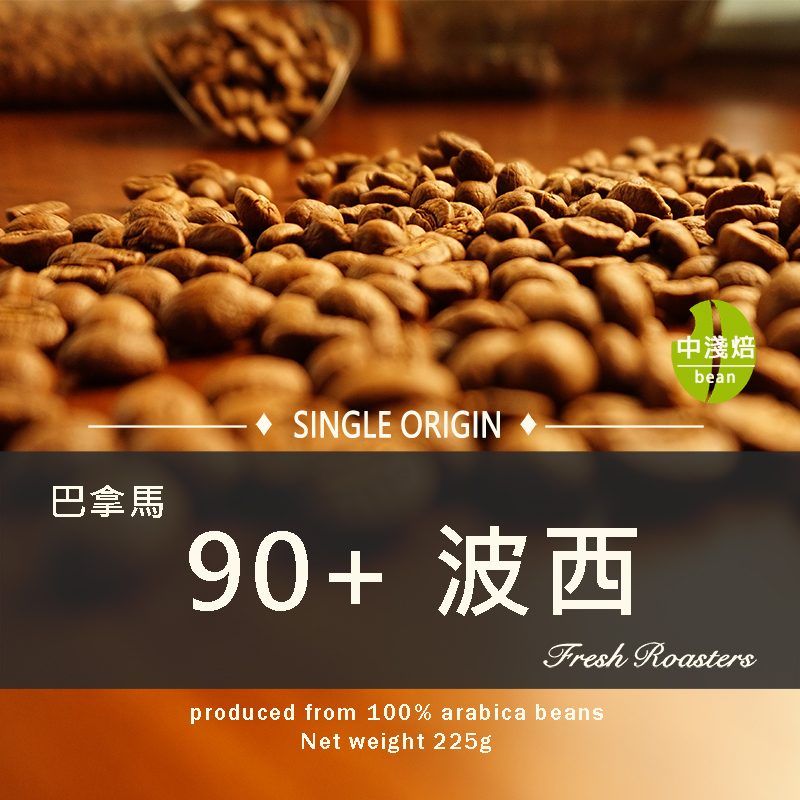 中淺焙
bean
SINGLE ORIGIN
巴拿馬
90+ 波西
Fresh Roasters
produced from 100% arabica beans
Net weight 225g